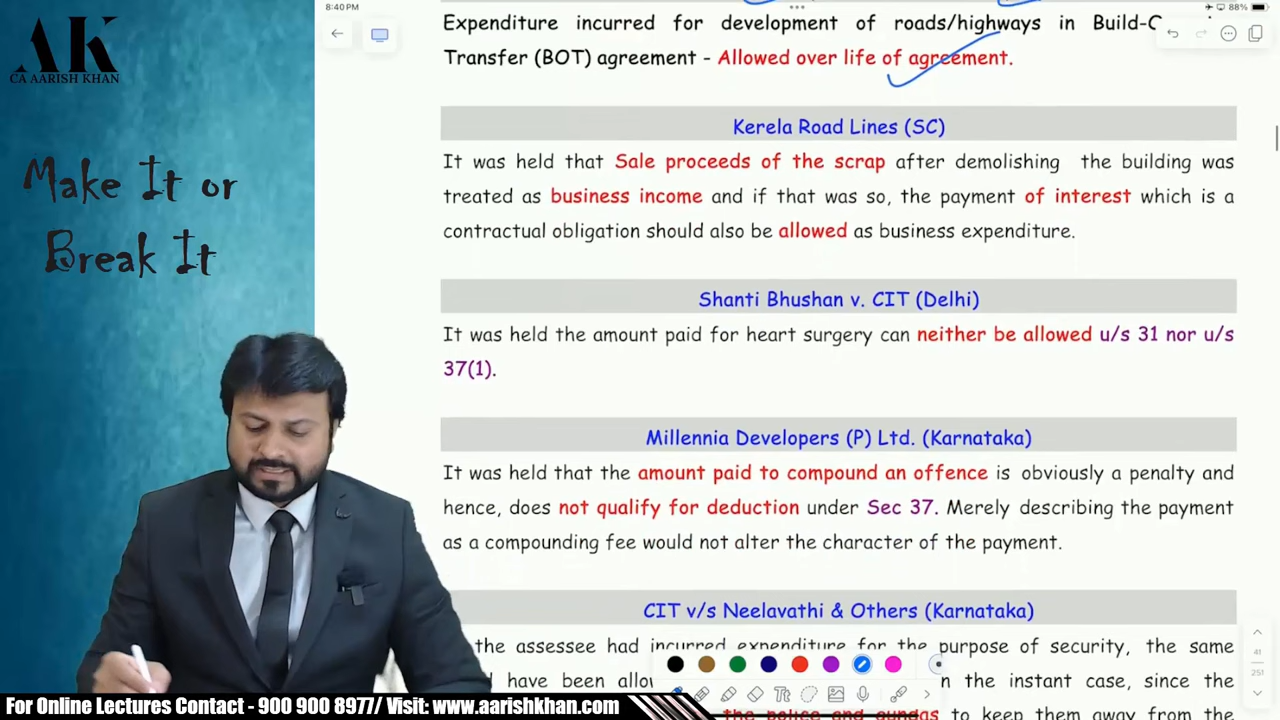 8:40 PM
88%
Expenditure incurred for development of roads/highways in
Transfer (BOT) agreement - Allowed over life of agreement.
AK
CA AARISH KHAN
Make It or
Break It
Kerela Road Lines (SC)
It was held that Sale proceeds of the scrap after demolishing the building was
treated as business income and if that was so, the payment of interest which is a
contractual obligation should also be allowed as business expenditure.
Shanti Bhushan v. CIT (Delhi)
It was held the amount paid for heart surgery can neither be allowed u/s 31 nor u/s
37(1).
Millennia Developers (P) Ltd. (Karnataka)
It was held that the amount paid to compound an offence is obviously a penalty and
hence, does not qualify for deduction under Sec 37. Merely describing the payment
as a compounding fee would not alter the character of the payment.
CIT v/s Neelavathi & Others (Karnataka)
the assessee had incurred expenditure for the purpose of security, the same
have been in the instant case, since the
the police and gundas to keep them away from the
Tt
41
251
For Online Lectures Contact - 900 900 8977/ Visit: www.aarishkhan.com